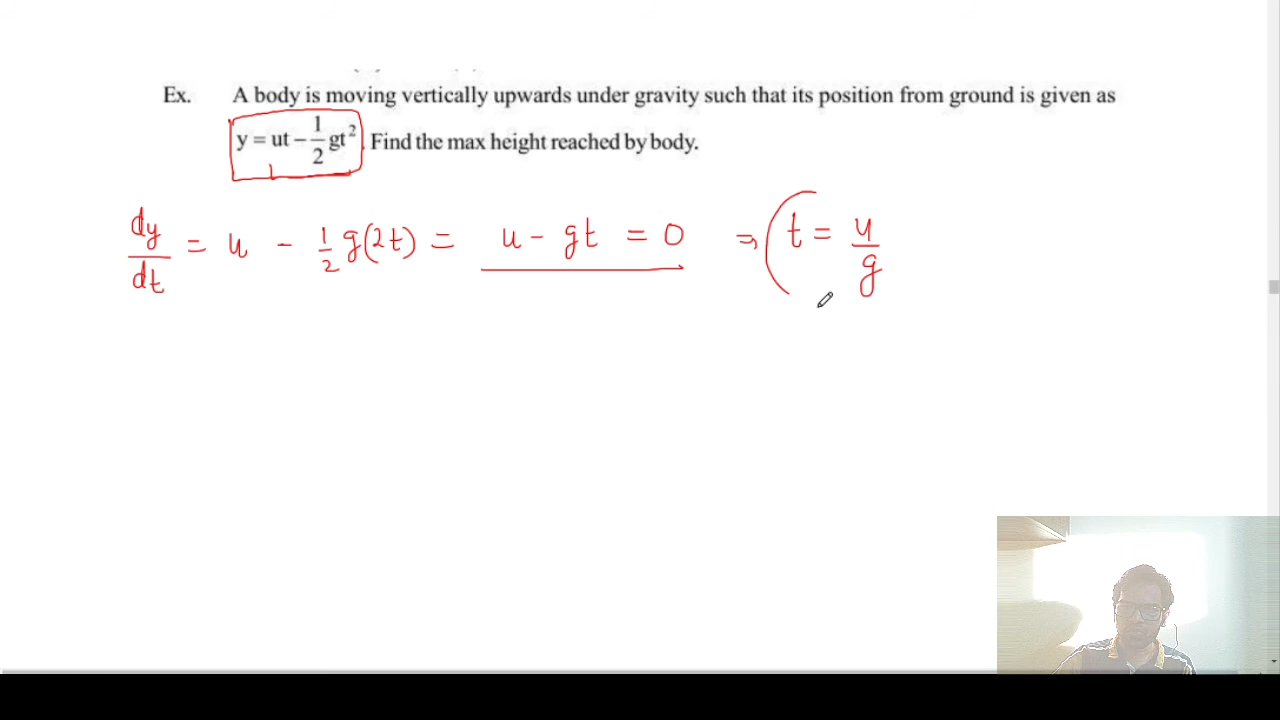 Ex. A body is moving vertically upwards under gravity such that its position from ground is given as
y = ut − 1/2 gt² Find the max height reached by body.
dy/dt = u - 1/2 g(2t) = u - gt = 0 ⇒ ( t = u/g